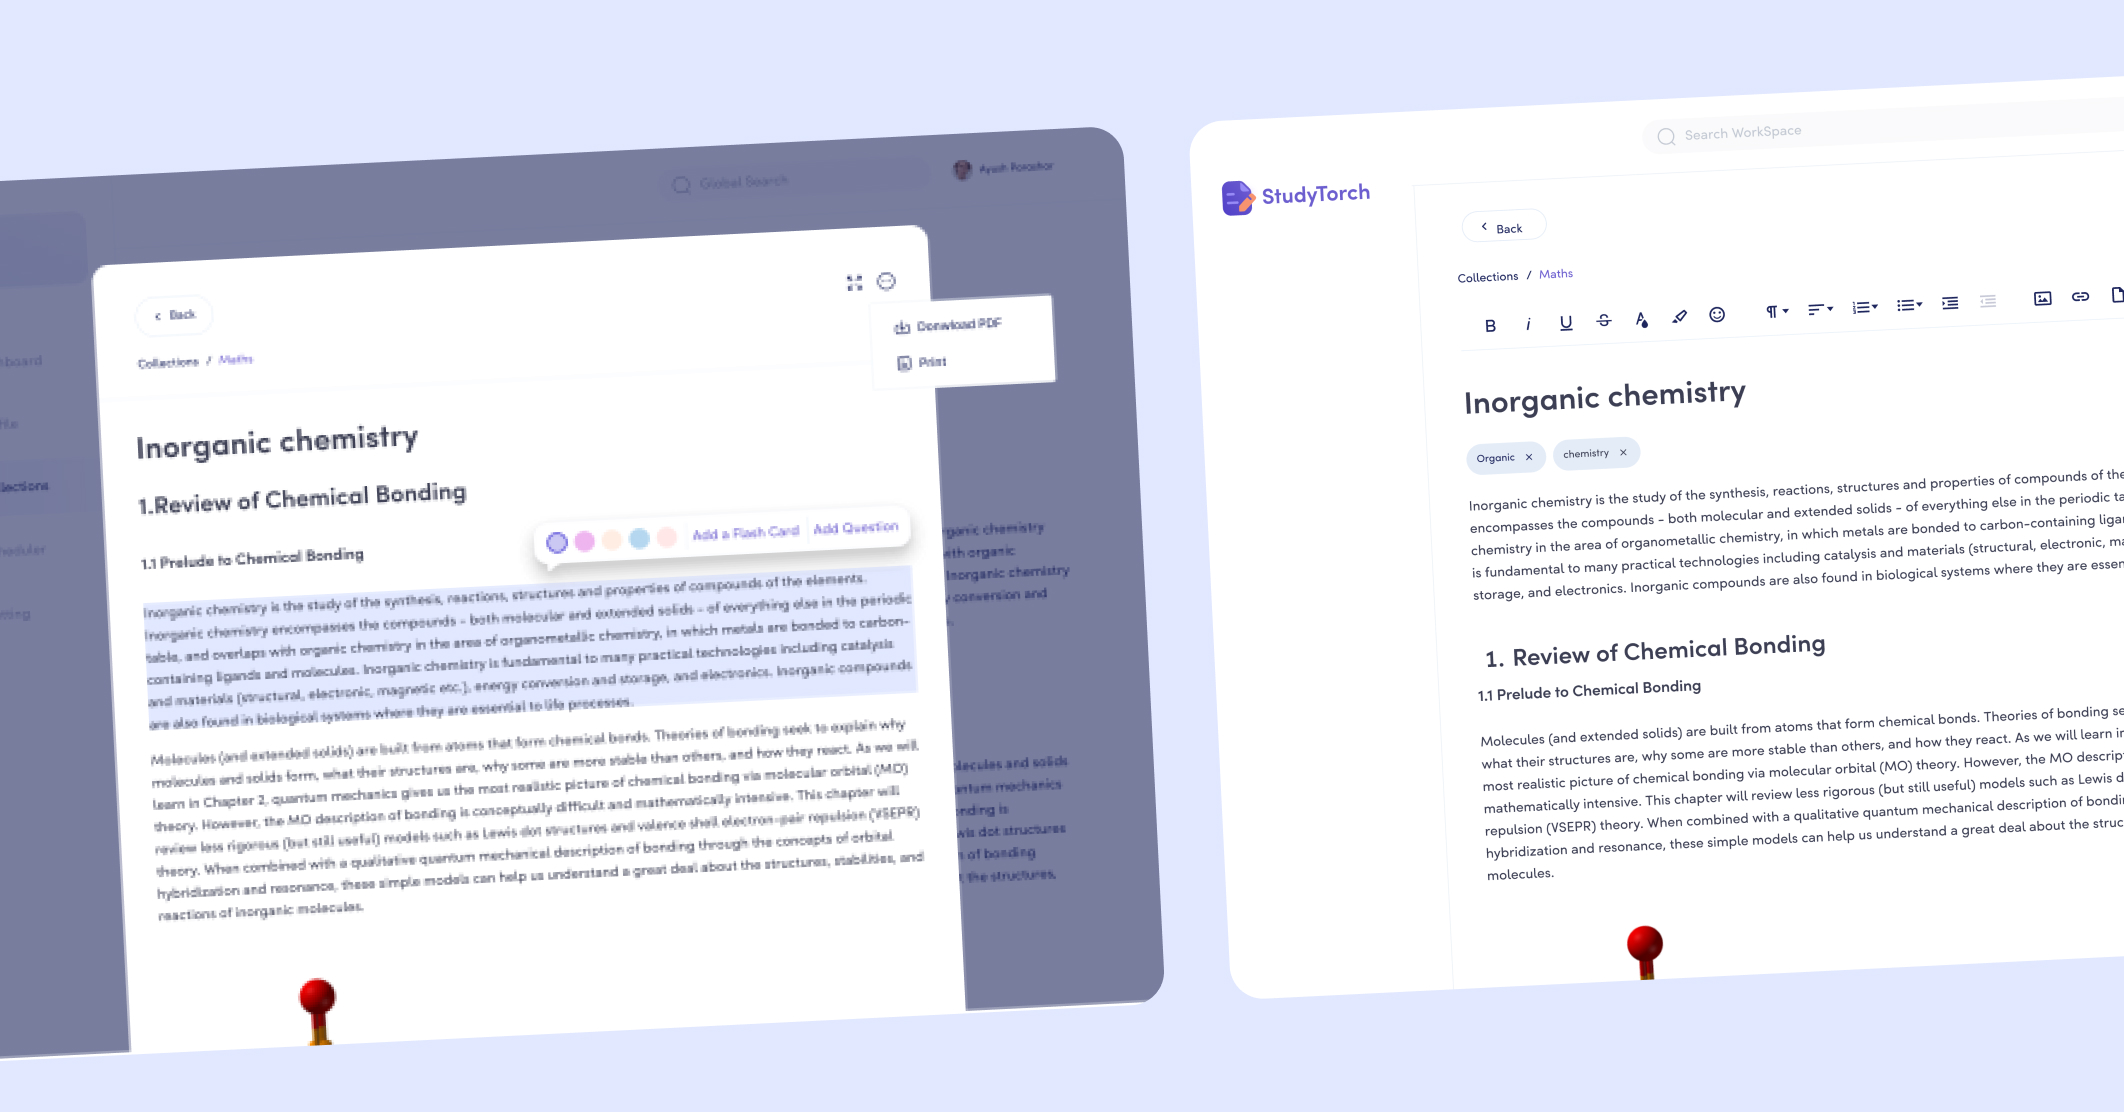 Global Search
Ayush Parashar
Back
Collections / Maths
Donwload PDF
Print
Inorganic chemistry
1.Review of Chemical Bonding
1.1 Prelude to Chemical Bonding
Add a Flash Card
Add Question
Inorganic chemistry is the study of the synthesis, reactions, structures and properties of compounds of the elements.
Inorganic chemistry encompasses the compounds - both molecular and extended solids - of everything else in the periodic
table, and overlaps with organic chemistry in the area of organometallic chemistry, in which metals are bonded to carbon-
containing ligands and molecules. Inorganic chemistry is fundamental to many practical technologies including catalysis
and materials (structural, electronic, magnetic etc.), energy conversion and storage, and electronics. Inorganic compounds
are also found in biological systems where they are essential to life processes.
Molecules (and extended solids) are built from atoms that form chemical bonds. Theories of bonding seek to explain why
molecules and solids form, what their structures are, why some are more stable than others, and how they react. As we will
learn in Chapter 2, quantum mechanics gives us the most realistic picture of chemical bonding via molecular orbital (MO)
theory. However, the MO description of bonding is conceptually difficult and mathematically intensive. This chapter will
review less rigorous (but still useful) models such as Lewis dot structures and valence shell electron-pair repulsion (VSEPR)
theory. When combined with a qualitative quantum mechanical description of bonding through the concepts of orbital
hybridization and resonance, these simple models can help us understand a great deal about the structures, stabilities, and
reactions of inorganic molecules.
chemistry
with organic
Inorganic chemistry
conversion and
and solids
mechanics
is
dot structures
of bonding
the structures,
StudyTorch
Search WorkSpace
Back
Collections / Maths
B i U S A
Inorganic chemistry
Organic ×
chemistry ×
Inorganic chemistry is the study of the synthesis, reactions, structures and properties of compounds of the
encompasses the compounds - both molecular and extended solids - of everything else in the periodic
chemistry in the area of organometallic chemistry, in which metals are bonded to carbon-containing
is fundamental to many practical technologies including catalysis and materials (structural, electronic,
storage, and electronics. Inorganic compounds are also found in biological systems where they are
1. Review of Chemical Bonding
1.1 Prelude to Chemical Bonding
Molecules (and extended solids) are built from atoms that form chemical bonds. Theories of bonding
what their structures are, why some are more stable than others, and how they react. As we will learn in
most realistic picture of chemical bonding via molecular orbital (MO) theory. However, the MO
mathematically intensive. This chapter will review less rigorous (but still useful) models such as Lewis
repulsion (VSEPR) theory. When combined with a qualitative quantum mechanical description of
hybridization and resonance, these simple models can help us understand a great deal about the
molecules.